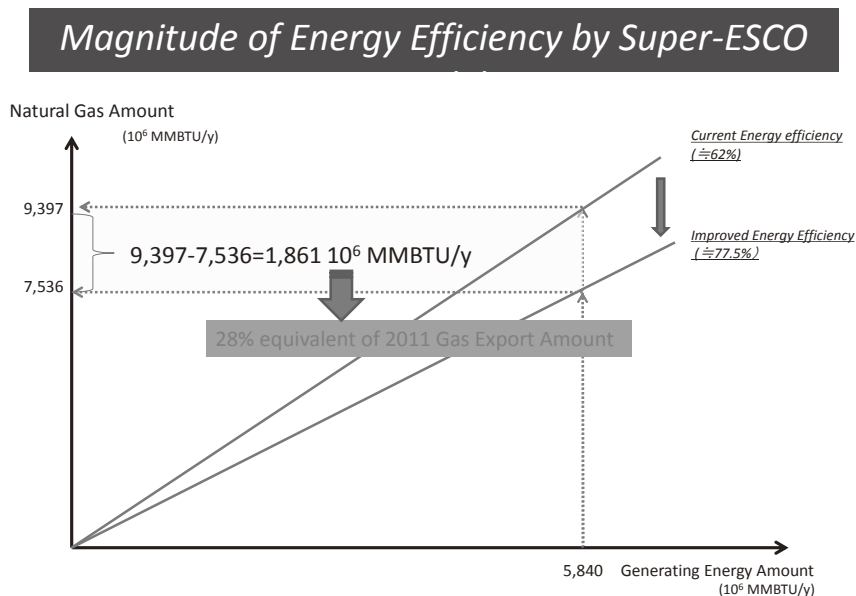 Magnitude of Energy Efficiency by Super-ESCO
Natural Gas Amount
(10⁶ MMBTU/y)
Current Energy efficiency
(≒62%)
9,397
Improved Energy Efficiency
(≒77.5%)
9,397-7,536=1,861 10⁶ MMBTU/y
7,536
28% equivalent of 2011 Gas Export Amount
5,840 Generating Energy Amount
(10⁶ MMBTU/y)